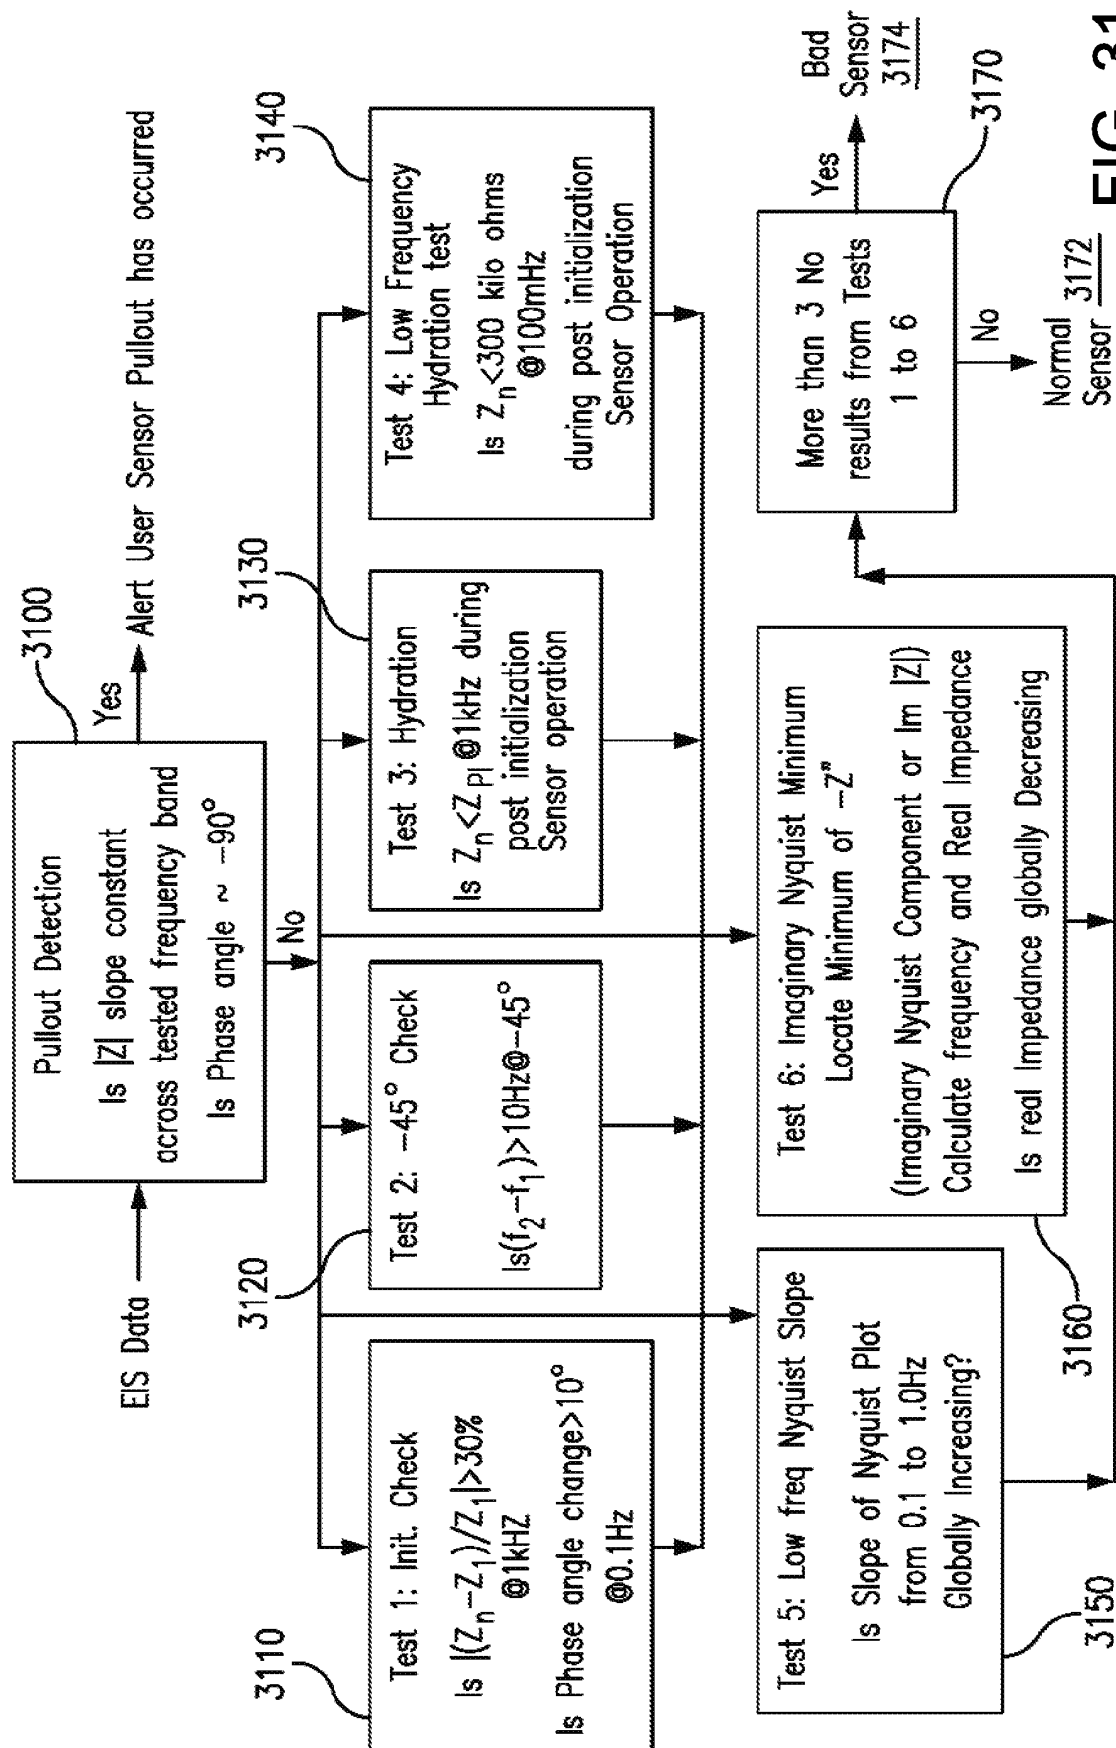 EIS Data
Pullout Detection
Is |Z| slope constant
across tested frequency band
Is Phase angle ~ -90°
3100
Yes
Alert User Sensor Pullout has occurred
No
3110
Test 1: Init. Check
Is |(Zn-Z1)/Z1|>30%
@1kHZ
Is Phase angle change>10°
@0.1Hz
3120
Test 2: -45° Check
Is(f2-f1)>10Hz@-45°
3130
Test 3: Hydration
Is Zn<ZPI@1kHz during
post initialization
Sensor operation
3140
Test 4: Low Frequency
Hydration test
Is Zn<300 kilo ohms
@100mHz
during post initialization
Sensor Operation
3150
Test 5: Low freq Nyquist Slope
Is Slope of Nyquist Plot
from 0.1 to 1.0Hz
Globally Increasing?
3160
Test 6: Imaginary Nyquist Minimum
Locate Minimum of -Z"
(Imaginary Nyquist Component or Im |Z|)
Calculate frequency and Real Impedance
Is real Impedance globally Decreasing
3170
More than 3 No
results from Tests
1 to 6
Yes
Bad
Sensor
3174
No
Normal
Sensor 3172
FIG. 31